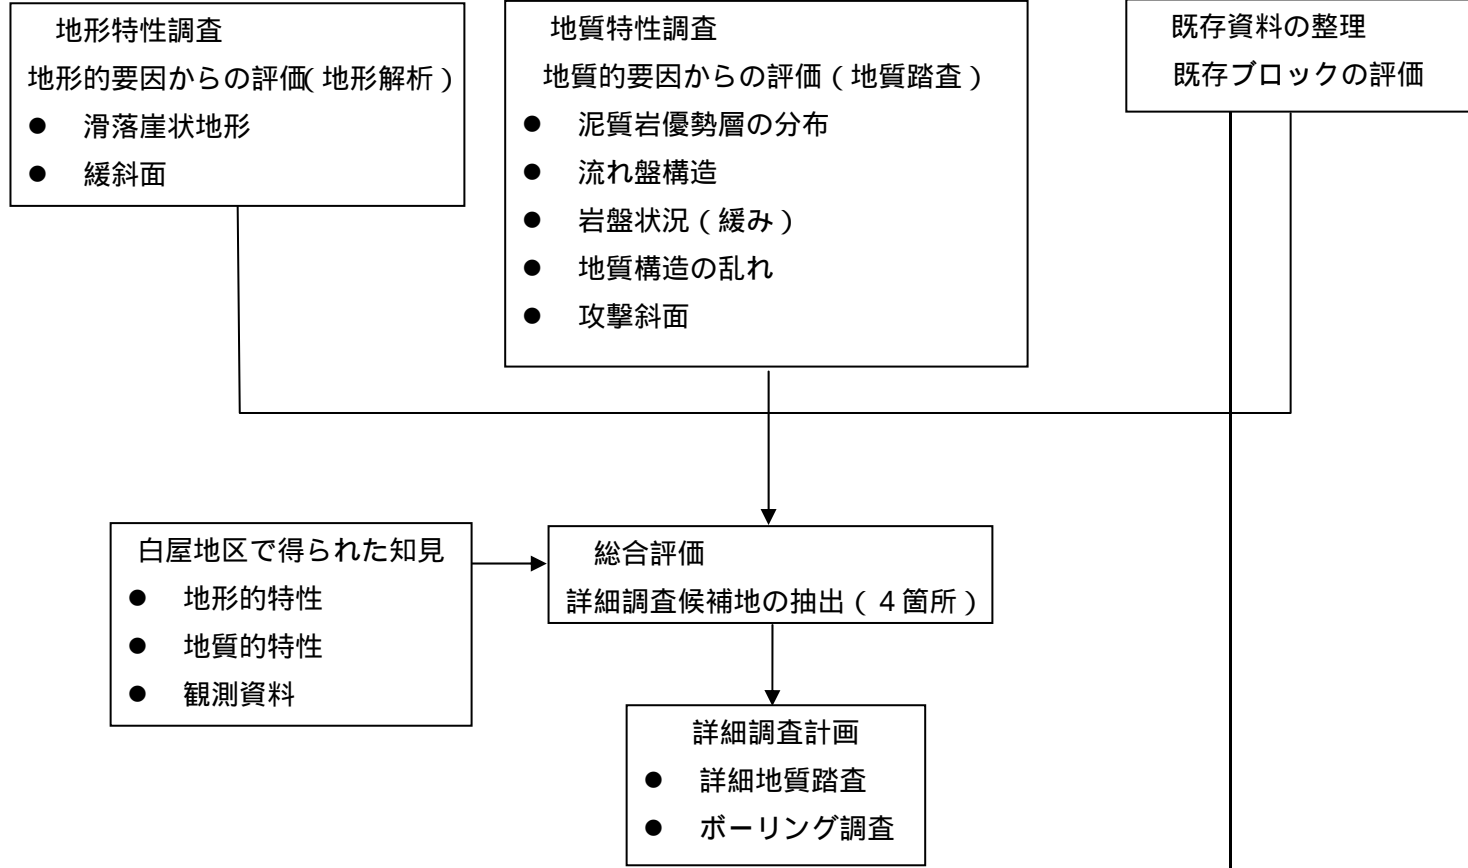 地形特性調査
地形的要因からの評価(地形解析)
● 滑落崖状地形
● 緩斜面
地質特性調査
地質的要因からの評価(地質踏査)
● 泥質岩優勢層の分布
● 流れ盤構造
● 岩盤状況(緩み)
● 地質構造の乱れ
● 攻撃斜面
既存資料の整理
既存ブロックの評価
白屋地区で得られた知見
● 地形的特性
● 地質的特性
● 観測資料
総合評価
詳細調査候補地の抽出(4箇所)
詳細調査計画
● 詳細地質踏査
● ボーリング調査